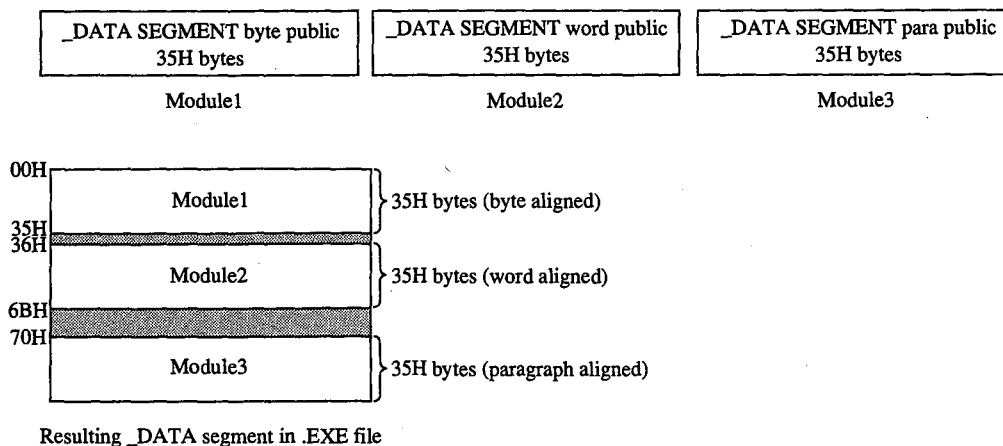 _DATA SEGMENT byte public
35H bytes
_DATA SEGMENT word public
35H bytes
_DATA SEGMENT para public
35H bytes
Module1
Module2
Module3
00H
Module1
35H bytes (byte aligned)
35H
36H
Module2
35H bytes (word aligned)
6BH
70H
Module3
35H bytes (paragraph aligned)
Resulting _DATA segment in .EXE file